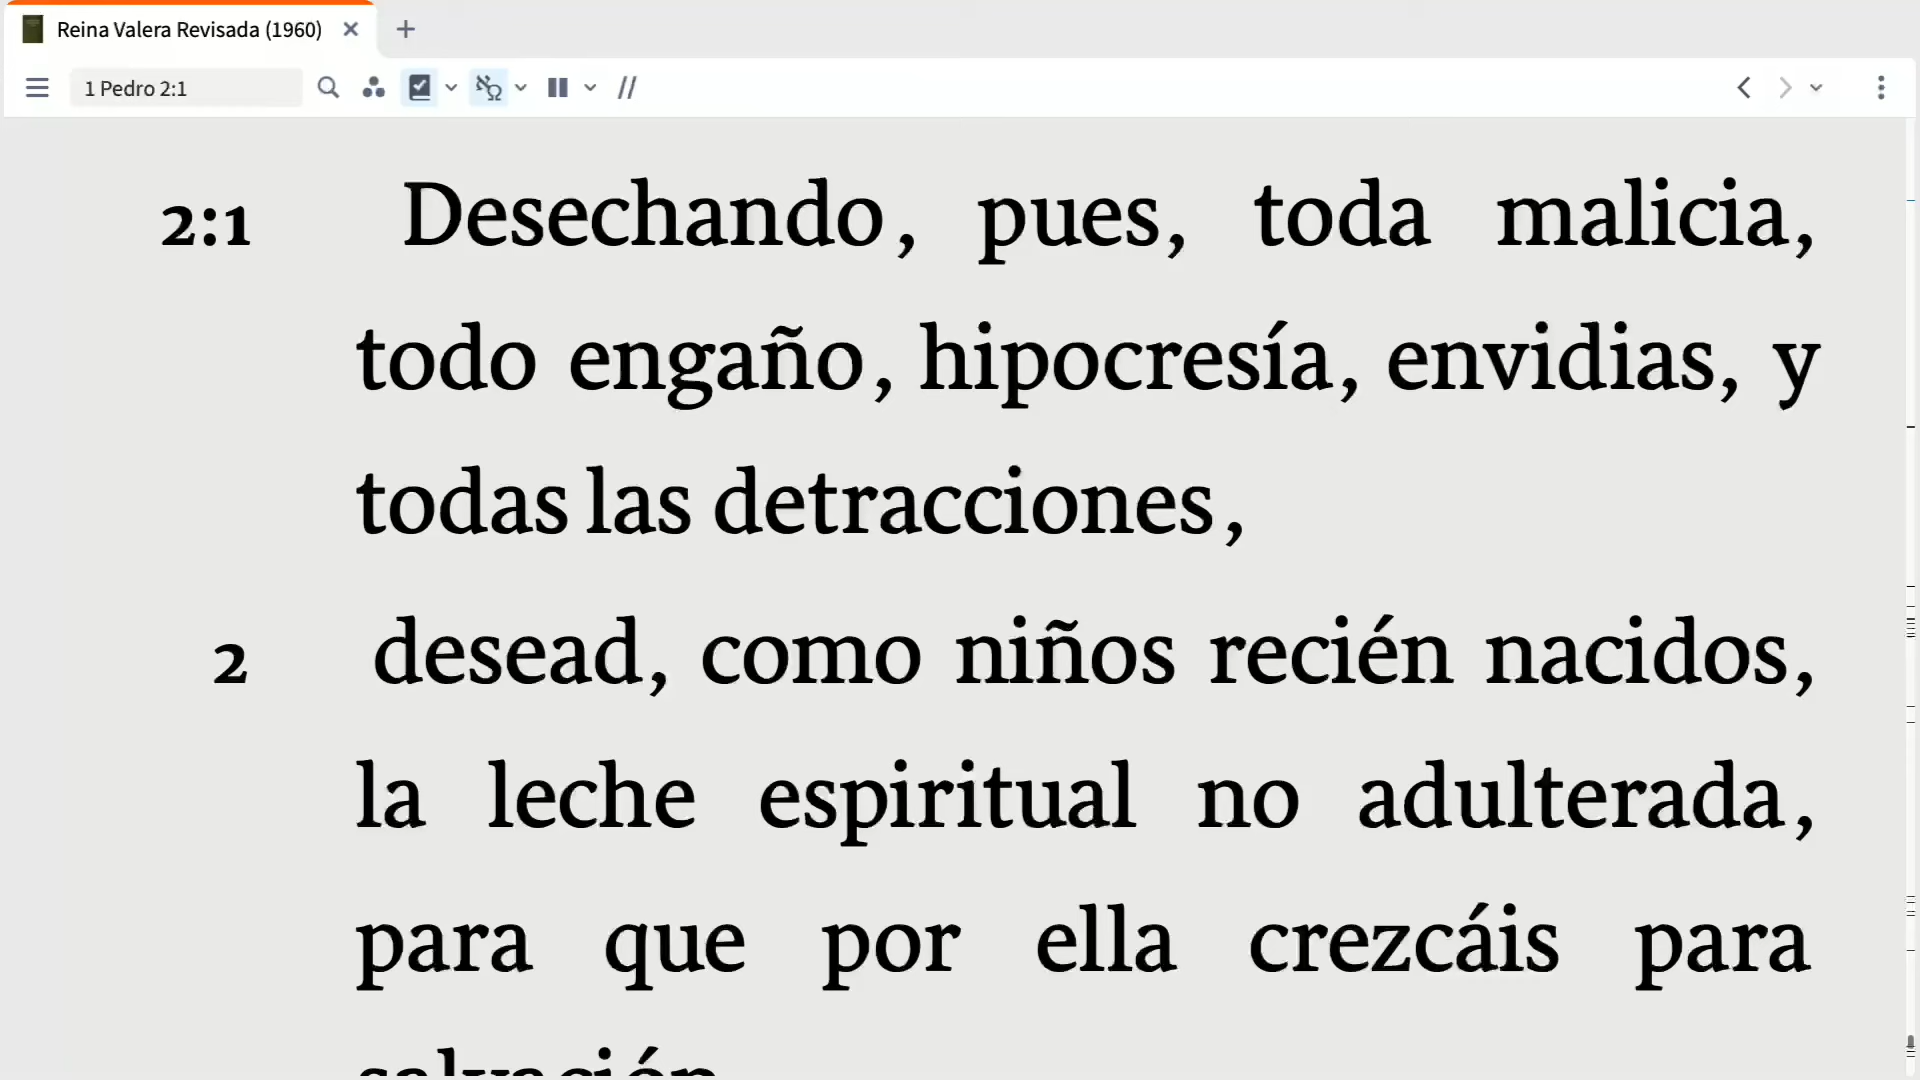 Reina Valera Revisada (1960)
1 Pedro 2:1
2:1 Desechando, pues, toda malicia,
todo engaño, hipocresía, envidias, y
todas las detracciones,
2 desead, como niños recién nacidos,
la leche espiritual no adulterada,
para que por ella crezcáis para
salvación